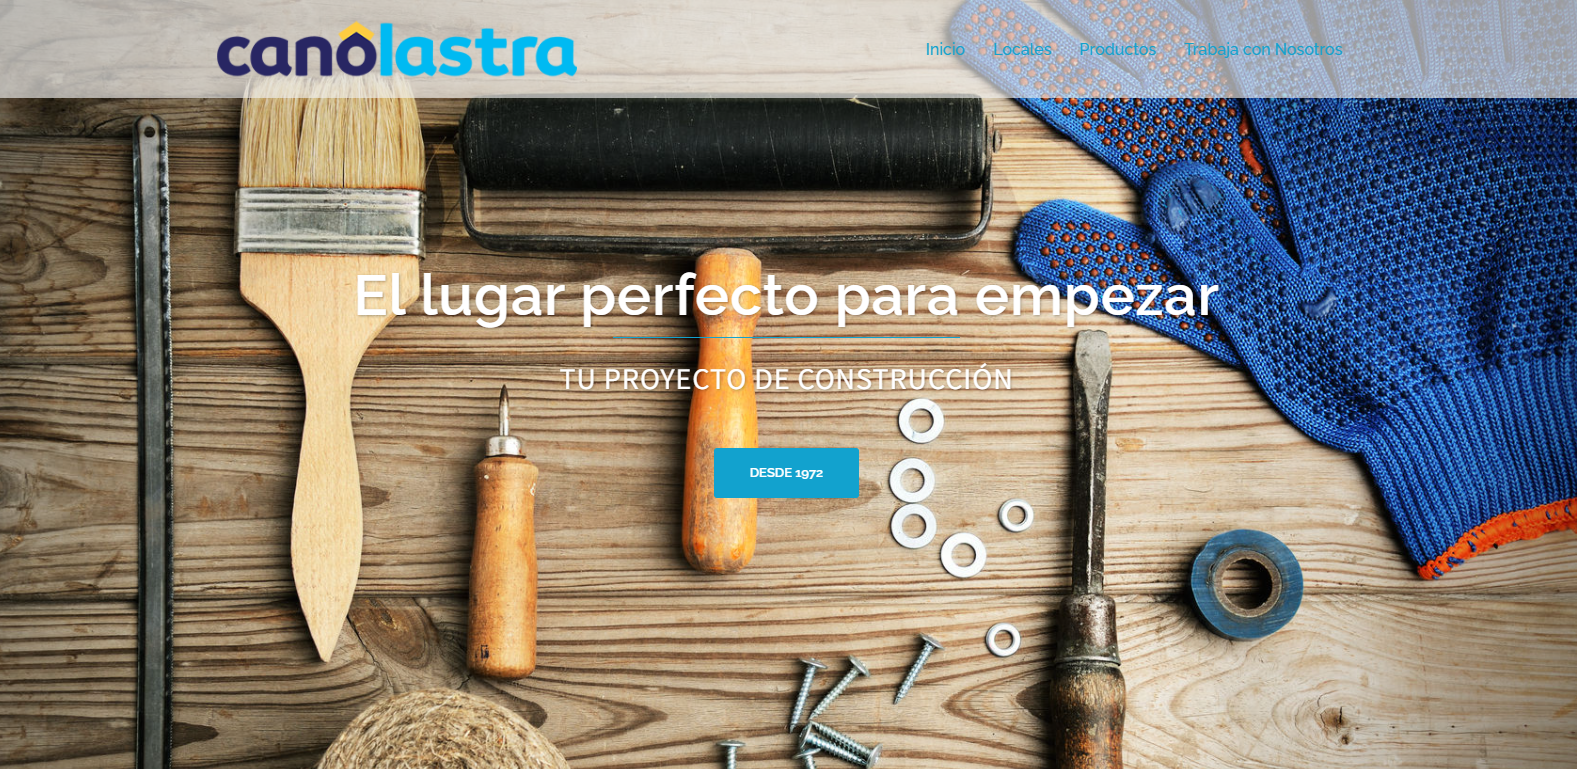 canolastra
Inicio Locales Productos Trabaja con Nosotros
El lugar perfecto para empezar
TU PROYECTO DE CONSTRUCCIÓN
DESDE 1972